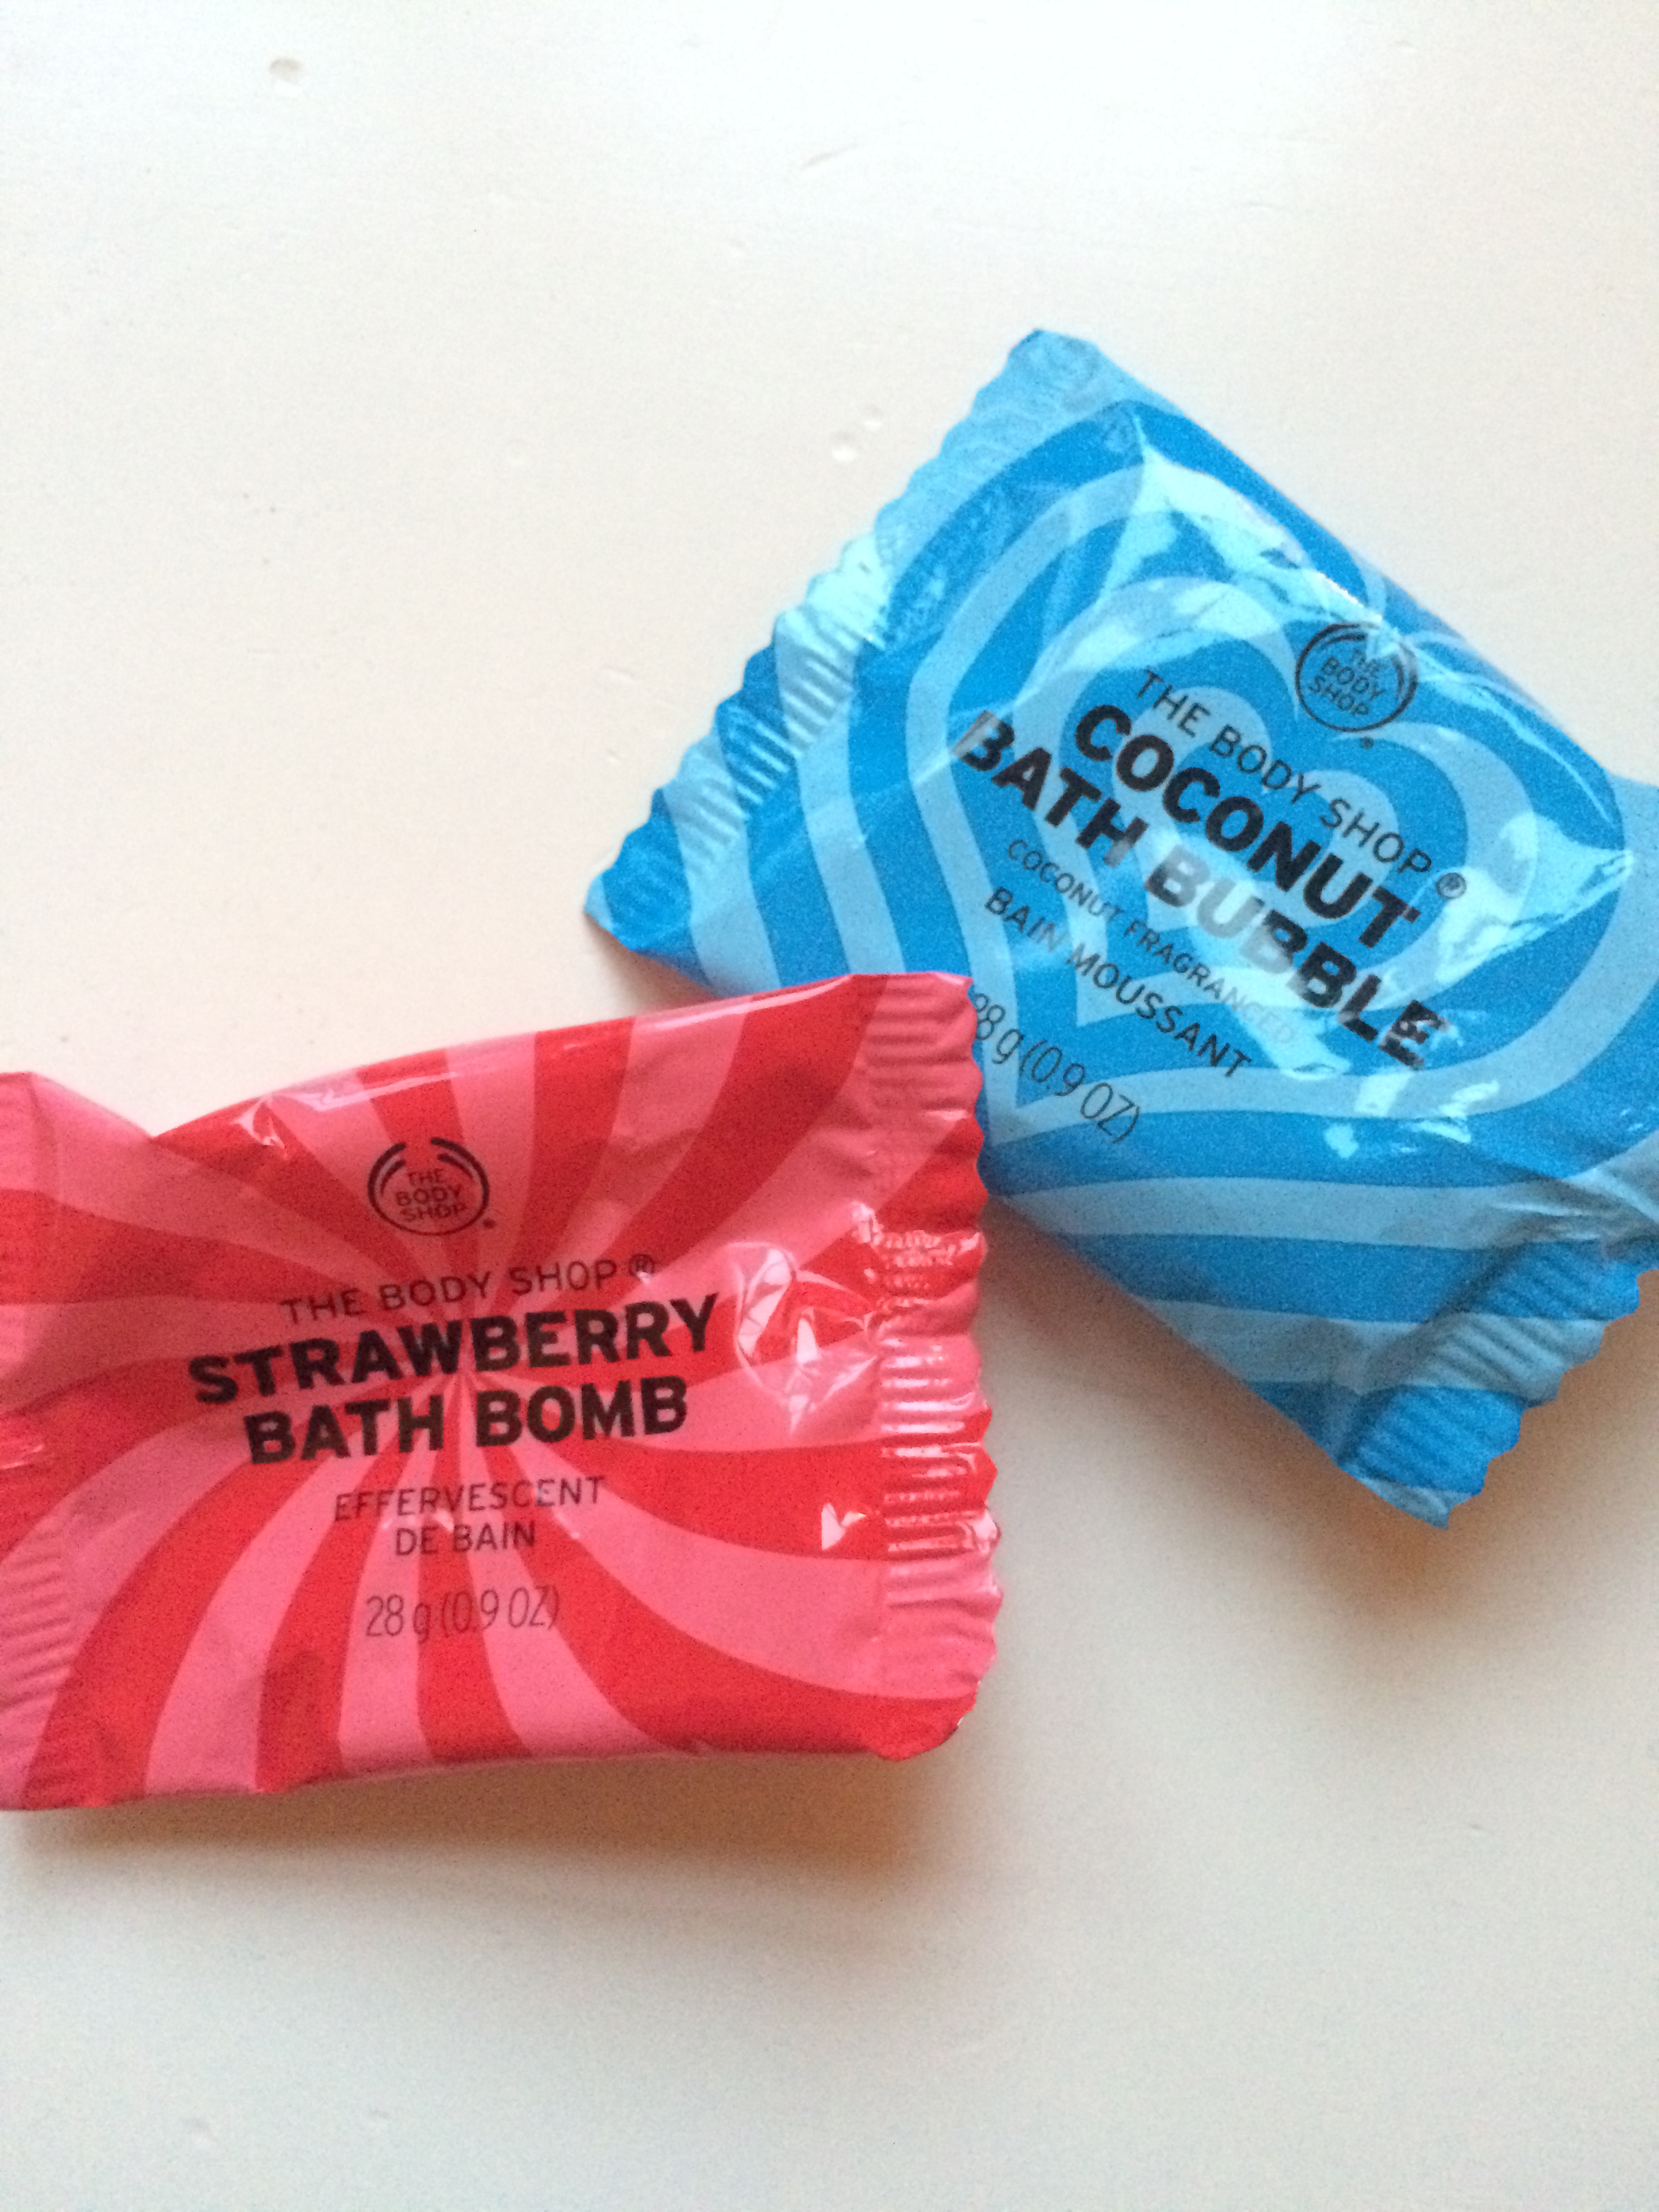 THE
BODY
SHOP
THE BODY SHOP®
COCONUT
BATH BUBBLE
COCONUT FRAGRANCED
BAIN MOUSSANT
28 g (0.9 OZ)
THE
BODY
SHOP
THE BODY SHOP®
STRAWBERRY
BATH BOMB
EFFERVESCENT
DE BAIN
28 g (0.9 OZ)